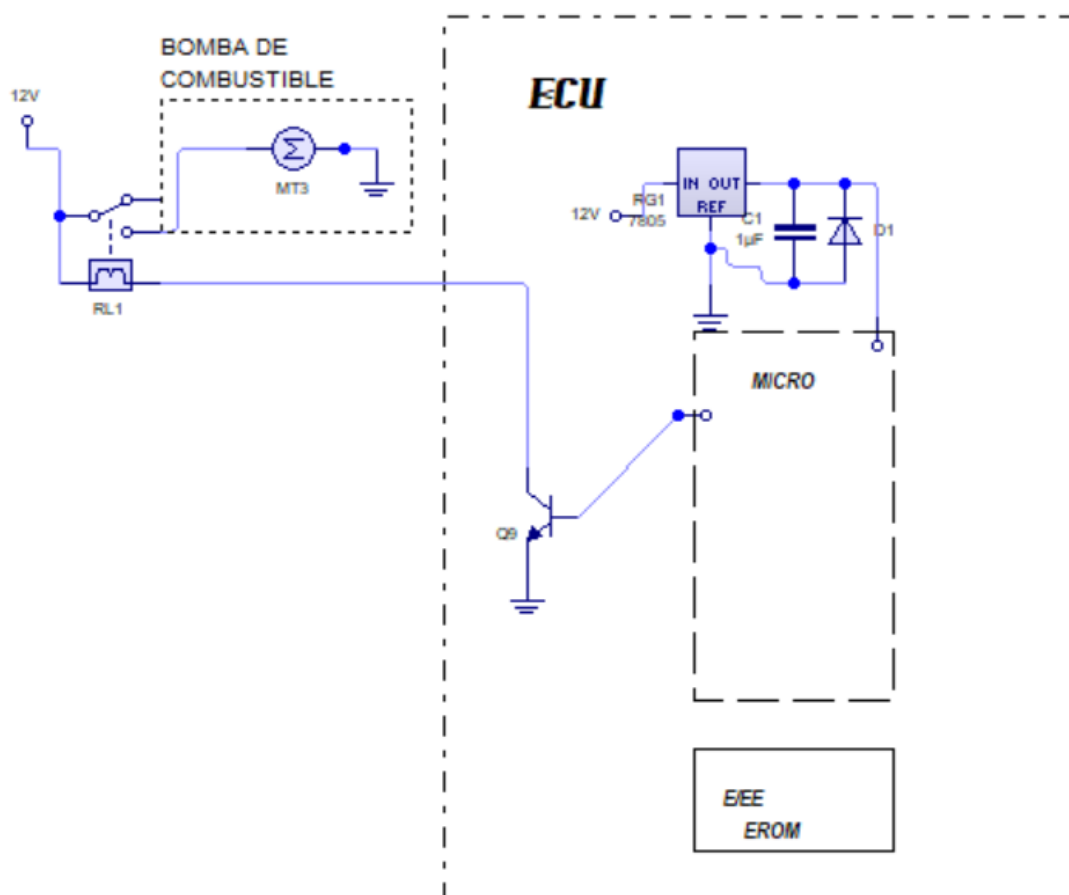 BOMBA DE
COMBUSTIBLE
12V
ECU
MT3
IN OUT
REF
RG1
7805
12V
C1
1µF
D1
RL1
MICRO
Q9
E/EE
EROM